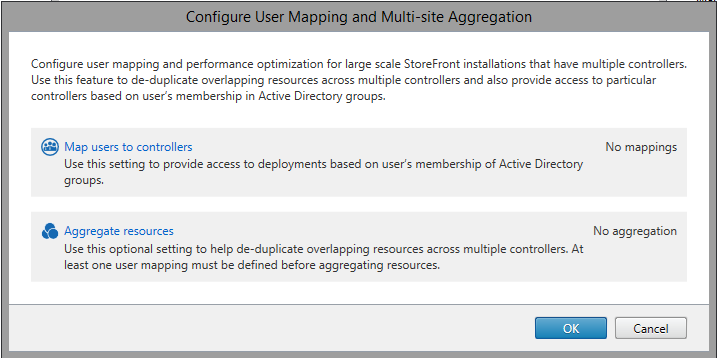 Configure User Mapping and Multi-site Aggregation
Configure user mapping and performance optimization for large scale StoreFront installations that have multiple controllers.
Use this feature to de-duplicate overlapping resources across multiple controllers and also provide access to particular
controllers based on user's membership in Active Directory groups.
Map users to controllers
No mappings
Use this setting to provide access to deployments based on user's membership of Active Directory
groups.
Aggregate resources
No aggregation
Use this optional setting to help de-duplicate overlapping resources across multiple controllers. At
least one user mapping must be defined before aggregating resources.
OK
Cancel